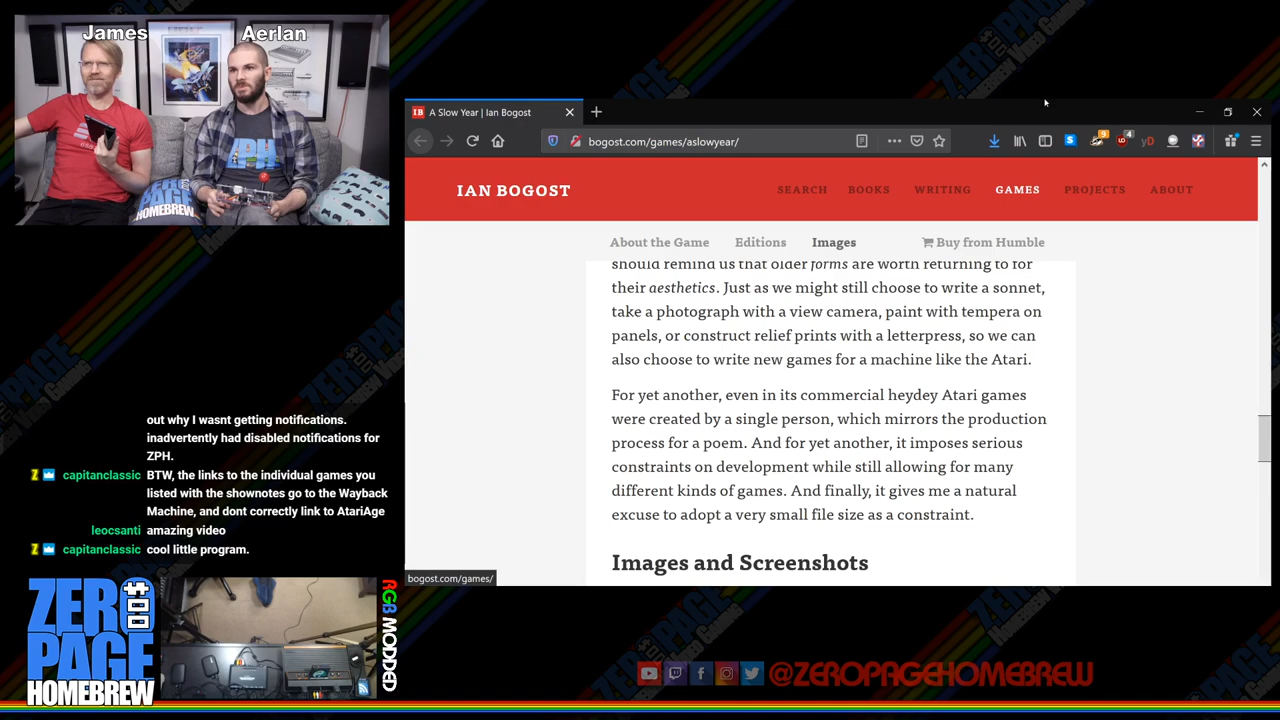 James
Aerlan
ZERO
PAGE
HOMEBREW
IB A Slow Year | Ian Bogost
bogost.com/games/aslowyear/
9
4
yD
IAN BOGOST
SEARCH BOOKS WRITING GAMES PROJECTS ABOUT
About the Game Editions Images Buy from Humble
should remind us that older forms are worth returning to for
their aesthetics. Just as we might still choose to write a sonnet,
take a photograph with a view camera, paint with tempera on
panels, or construct relief prints with a letterpress, so we can
also choose to write new games for a machine like the Atari.
For yet another, even in its commercial heydey Atari games
were created by a single person, which mirrors the production
process for a poem. And for yet another, it imposes serious
constraints on development while still allowing for many
different kinds of games. And finally, it gives me a natural
excuse to adopt a very small file size as a constraint.
Images and Screenshots
bogost.com/games/
out why I wasnt getting notifications.
inadvertently had disabled notifications for
ZPH.
capitanclassic BTW, the links to the individual games you
listed with the shownotes go to the Wayback
Machine, and dont correctly link to AtariAge
leocsanti amazing video
capitanclassic cool little program.
ZERO
PAGE
HOMEBREW
RGB MODDED
@ZEROPAGEHOMEBREW